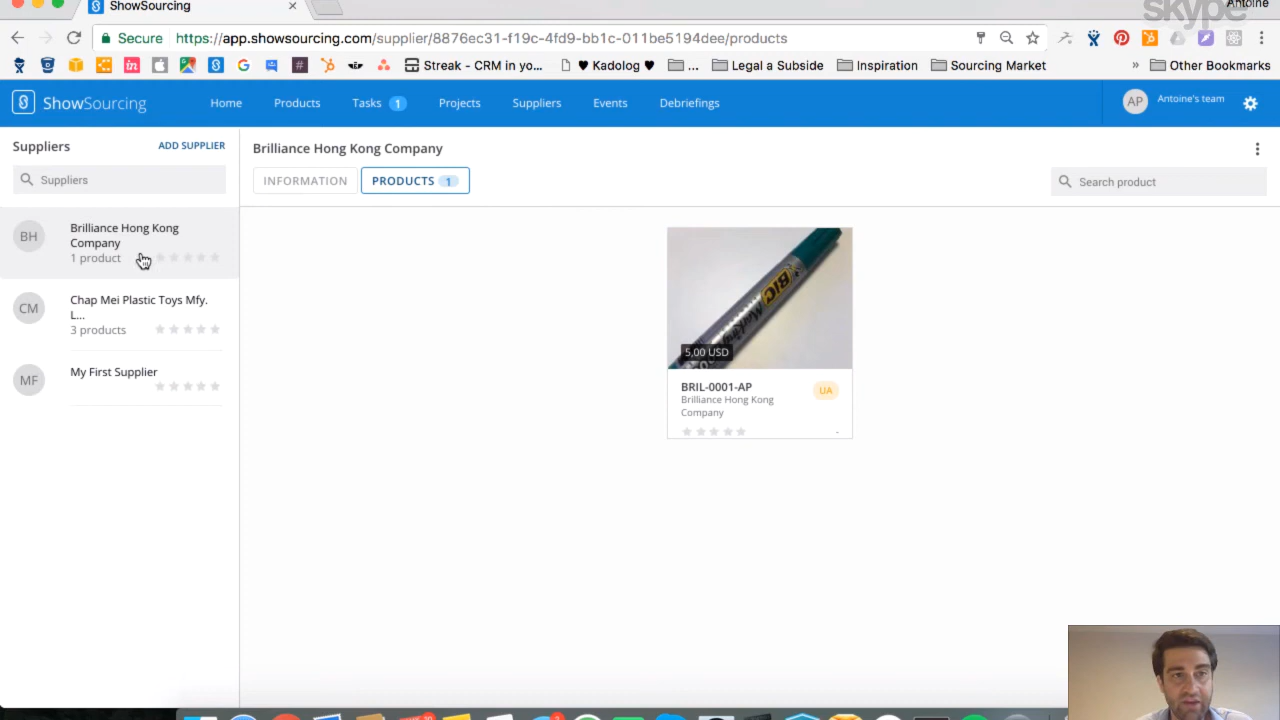 ShowSourcing
Antoine
skype
Secure https://app.showsourcing.com/supplier/8876ec31-f19c-4fd9-bb1c-011be5194dee/products
Streak - CRM in yo... ♥ Kadolog ♥ ... Legal a Subside Inspiration Sourcing Market » Other Bookmarks
ShowSourcing Home Products Tasks 1 Projects Suppliers Events Debriefings AP Antoine's team
Suppliers ADD SUPPLIER
Brilliance Hong Kong Company
Suppliers
INFORMATION PRODUCTS 1
Search product
BH
Brilliance Hong Kong
Company
1 product
CM
Chap Mei Plastic Toys Mfy.
L...
3 products
MF
My First Supplier
BIC
Marking
5,00 USD
BRIL-0001-AP
UA
Brilliance Hong Kong
Company
-